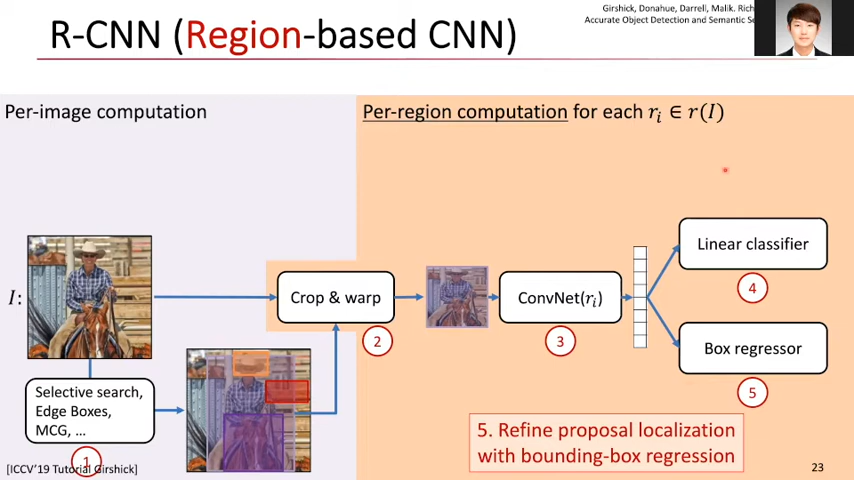 Girshick, Donahue, Darrell, Malik. Rich
Accurate Object Detection and Semantic Se
R-CNN (Region-based CNN)
Per-image computation
Per-region computation for each rᵢ ∈ r(I)
I:
Crop & warp
2
ConvNet(rᵢ)
3
Linear classifier
4
Box regressor
5
Selective search,
Edge Boxes,
MCG, ...
1
5. Refine proposal localization
with bounding-box regression
[ICCV'19 Tutorial Girshick]
23